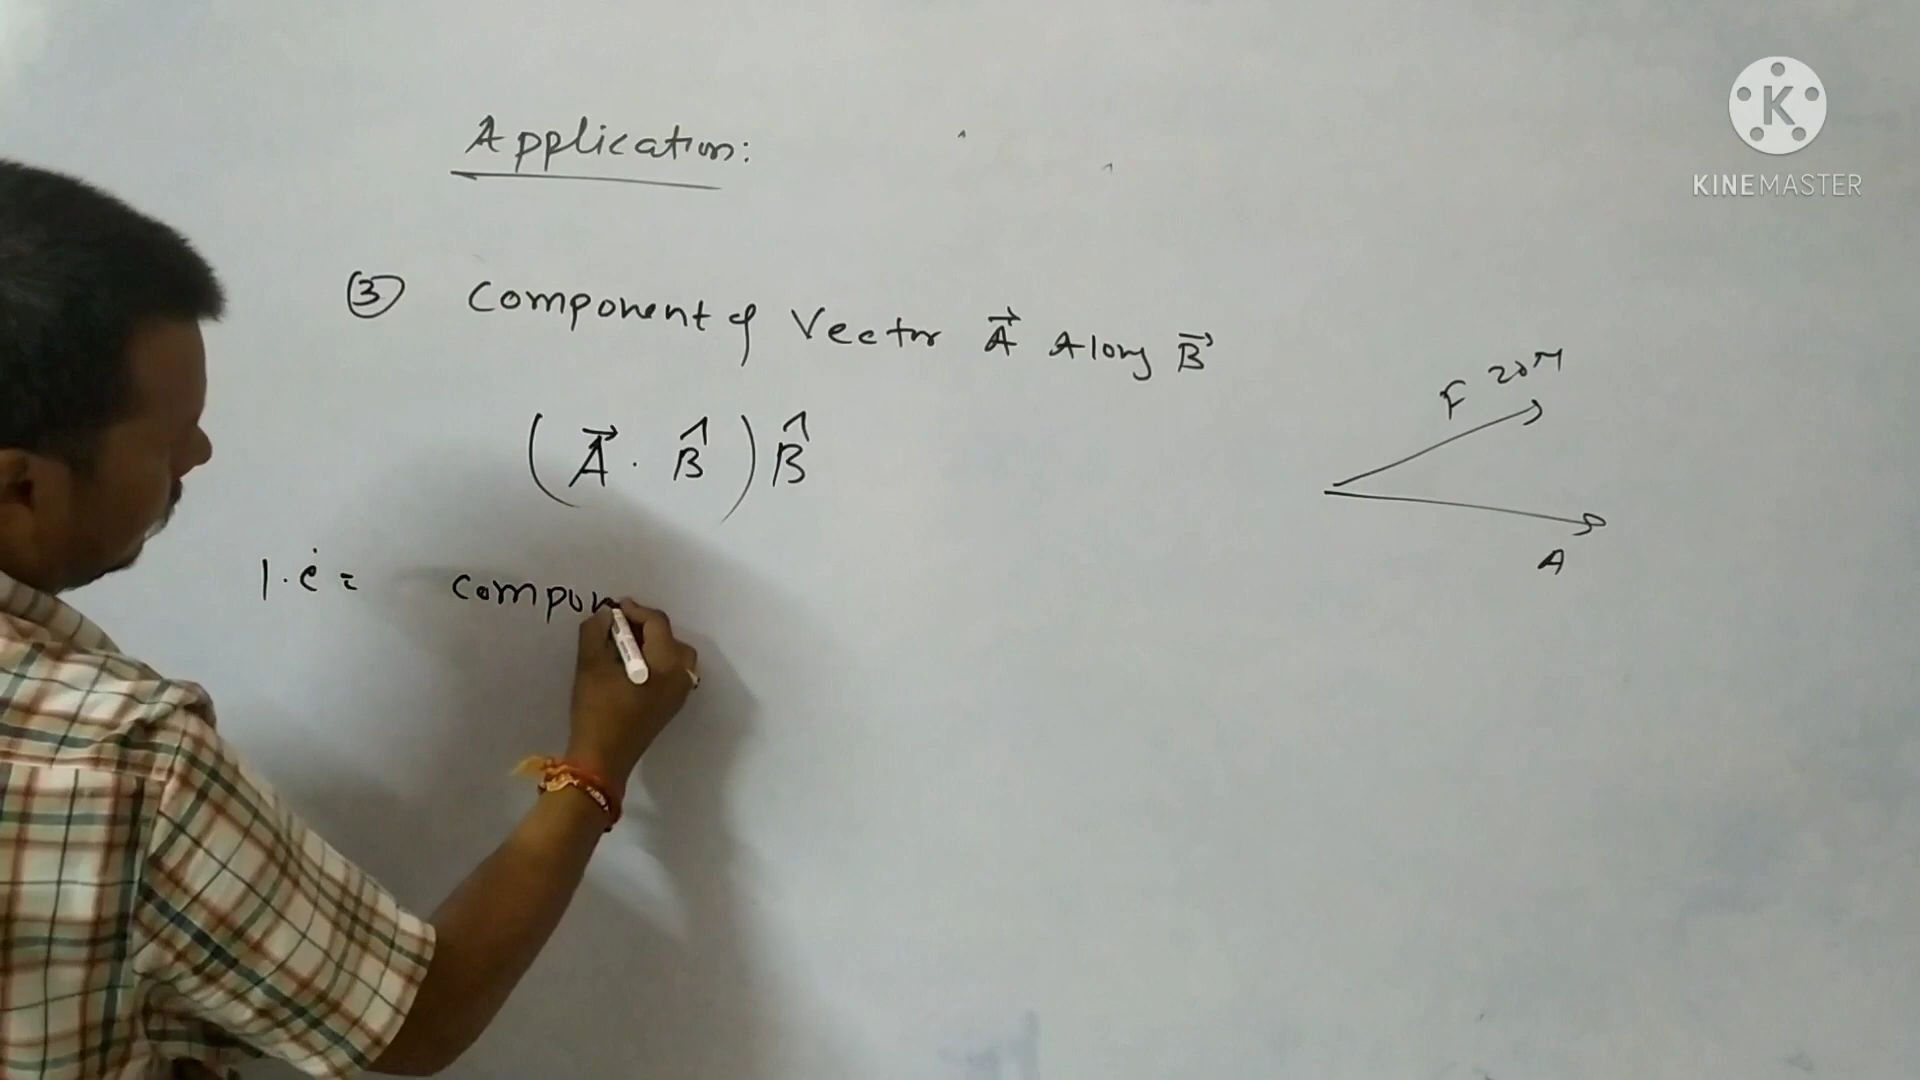 Application:
③ Component of Vector A⃗ Along B⃗
(A⃗ . B̂) B̂
F 20N
A
I.e = compon
K
KINEMASTER